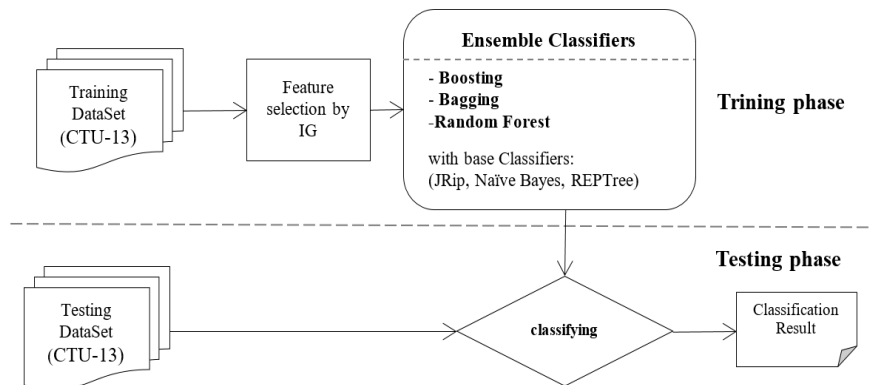 Training
DataSet
(CTU-13)
Feature
selection by
IG
Ensemble Classifiers
- Boosting
- Bagging
-Random Forest
with base Classifiers:
(JRip, Naïve Bayes, REPTree)
Trining phase
Testing phase
Testing
DataSet
(CTU-13)
classifying
Classification
Result